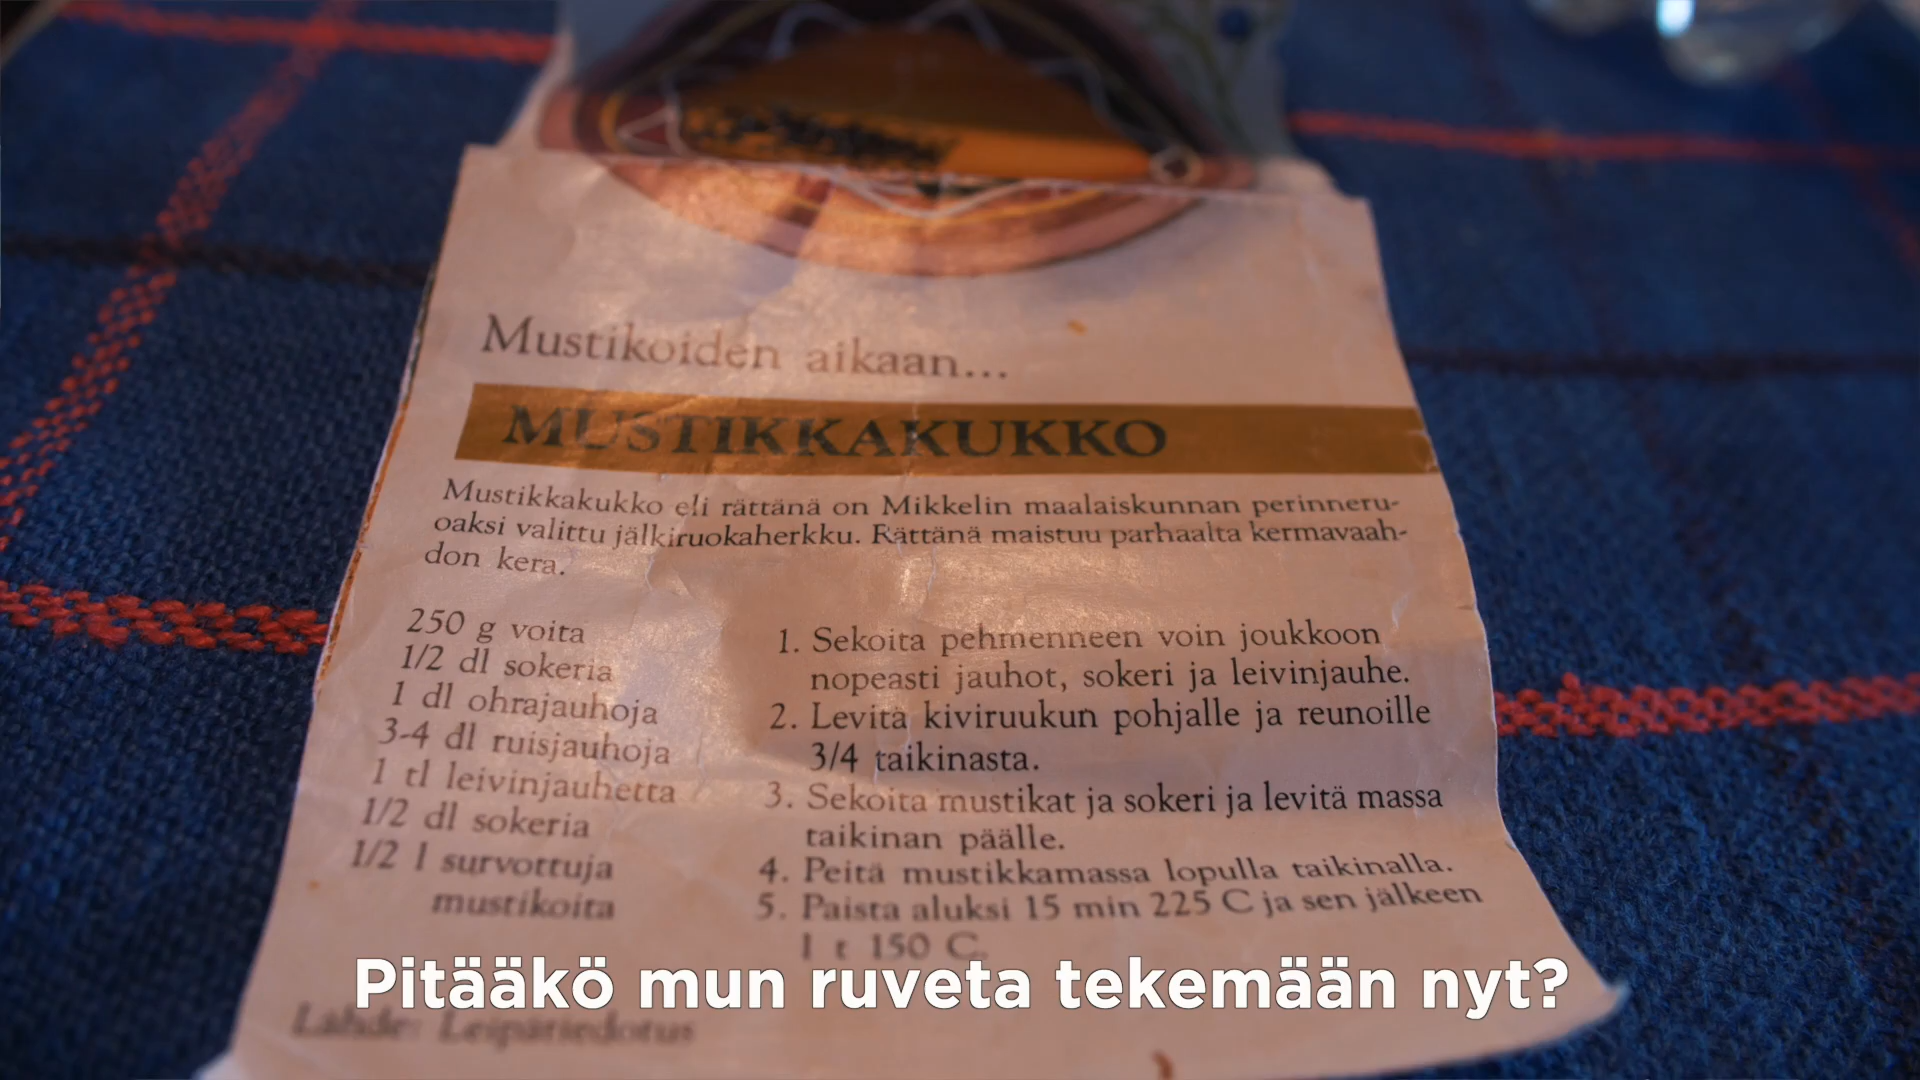 Mustikoiden aikaan...
MUSTIKKAKUKKO
Mustikkakukko eli rättänä on Mikkelin maalaiskunnan perinneru-
oaksi valittu jälkiruokaherkku. Rättänä maistuu parhaalta kermavaah-
don kera.
250 g voita
1/2 dl sokeria
1 dl ohrajauhoja
3-4 dl ruisjauhoja
1 tl leivinjauhetta
1/2 dl sokeria
1/2 l survottuja
mustikoita
1. Sekoita pehmenneen voin joukkoon
nopeasti jauhot, sokeri ja leivinjauhe.
2. Levitä kiviruukun pohjalle ja reunoille
3/4 taikinasta.
3. Sekoita mustikat ja sokeri ja levitä massa
taikinan päälle.
4. Peitä mustikkamassa lopulla taikinalla.
5. Paista aluksi 15 min 225 C ja sen jälkeen
1 t 150 C.
Pitääkö mun ruveta tekemään nyt?
Lähde: Leipätiedotus